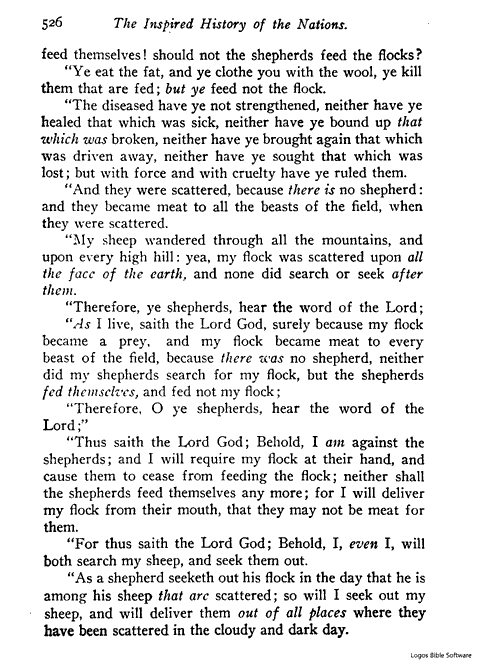 526 The Inspired History of the Nations.
feed themselves! should not the shepherds feed the flocks?
"Ye eat the fat, and ye clothe you with the wool, ye kill
them that are fed; but ye feed not the flock.
"The diseased have ye not strengthened, neither have ye
healed that which was sick, neither have ye bound up that
which was broken, neither have ye brought again that which
was driven away, neither have ye sought that which was
lost; but with force and with cruelty have ye ruled them.
"And they were scattered, because there is no shepherd:
and they became meat to all the beasts of the field, when
they were scattered.
"My sheep wandered through all the mountains, and
upon every high hill: yea, my flock was scattered upon all
the face of the earth, and none did search or seek after
them.
"Therefore, ye shepherds, hear the word of the Lord;
"As I live, saith the Lord God, surely because my flock
became a prey, and my flock became meat to every
beast of the field, because there was no shepherd, neither
did my shepherds search for my flock, but the shepherds
fed themselves, and fed not my flock;
"Therefore, O ye shepherds, hear the word of the
Lord;"
"Thus saith the Lord God; Behold, I am against the
shepherds; and I will require my flock at their hand, and
cause them to cease from feeding the flock; neither shall
the shepherds feed themselves any more; for I will deliver
my flock from their mouth, that they may not be meat for
them.
"For thus saith the Lord God; Behold, I, even I, will
both search my sheep, and seek them out.
"As a shepherd seeketh out his flock in the day that he is
among his sheep that are scattered; so will I seek out my
sheep, and will deliver them out of all places where they
have been scattered in the cloudy and dark day.
Logos Bible Software